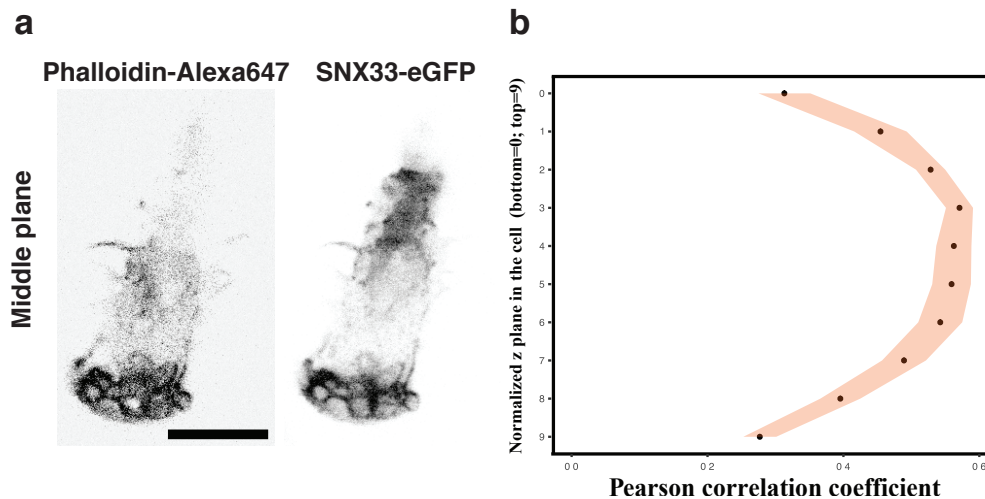 a
Phalloidin-Alexa647 SNX33-eGFP
Middle plane
b
Normalized z plane in the cell (bottom=0; top=9)
0
1
2
3
4
5
6
7
8
9
0 0 0 2 0 4 0 6
Pearson correlation coefficient